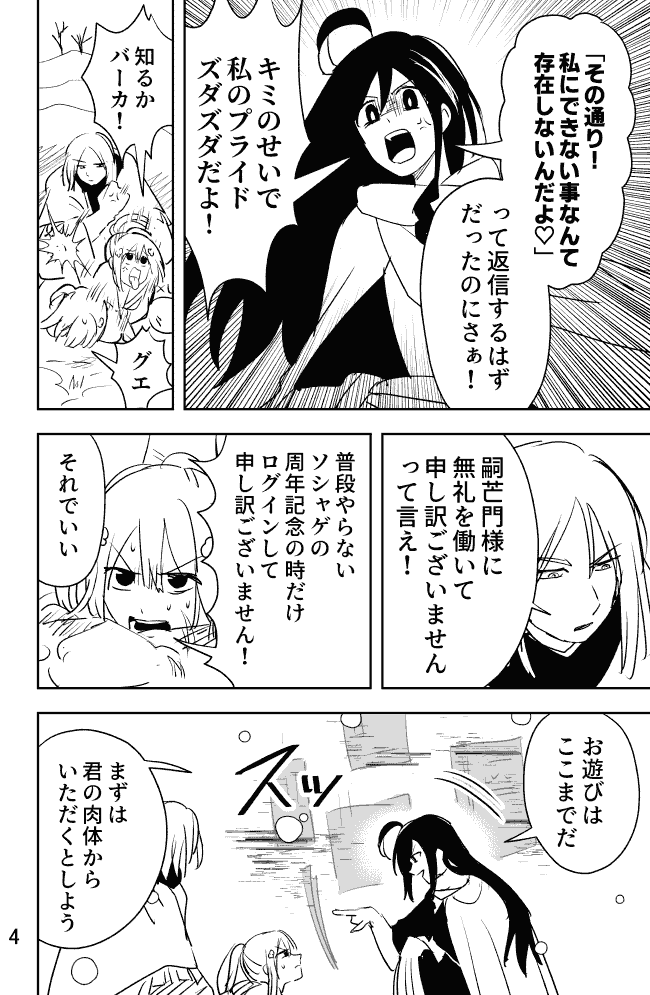 「その通り！
私にできない事なんて
存在しないんだよ♡」
って返信するはず
だったのにさぁ！
キミのせいで
私のプライド
ズダズダだよ！
知るか
バーカ！
グエ
嗣芒門様に
無礼を働いて
申し訳ございません
って言え！
普段やらない
ソシャゲの
周年記念の時だけ
ログインして
申し訳ございません！
それでいい
お遊びは
ここまでだ
スッ
まずは
君の肉体から
いただくとしよう
4